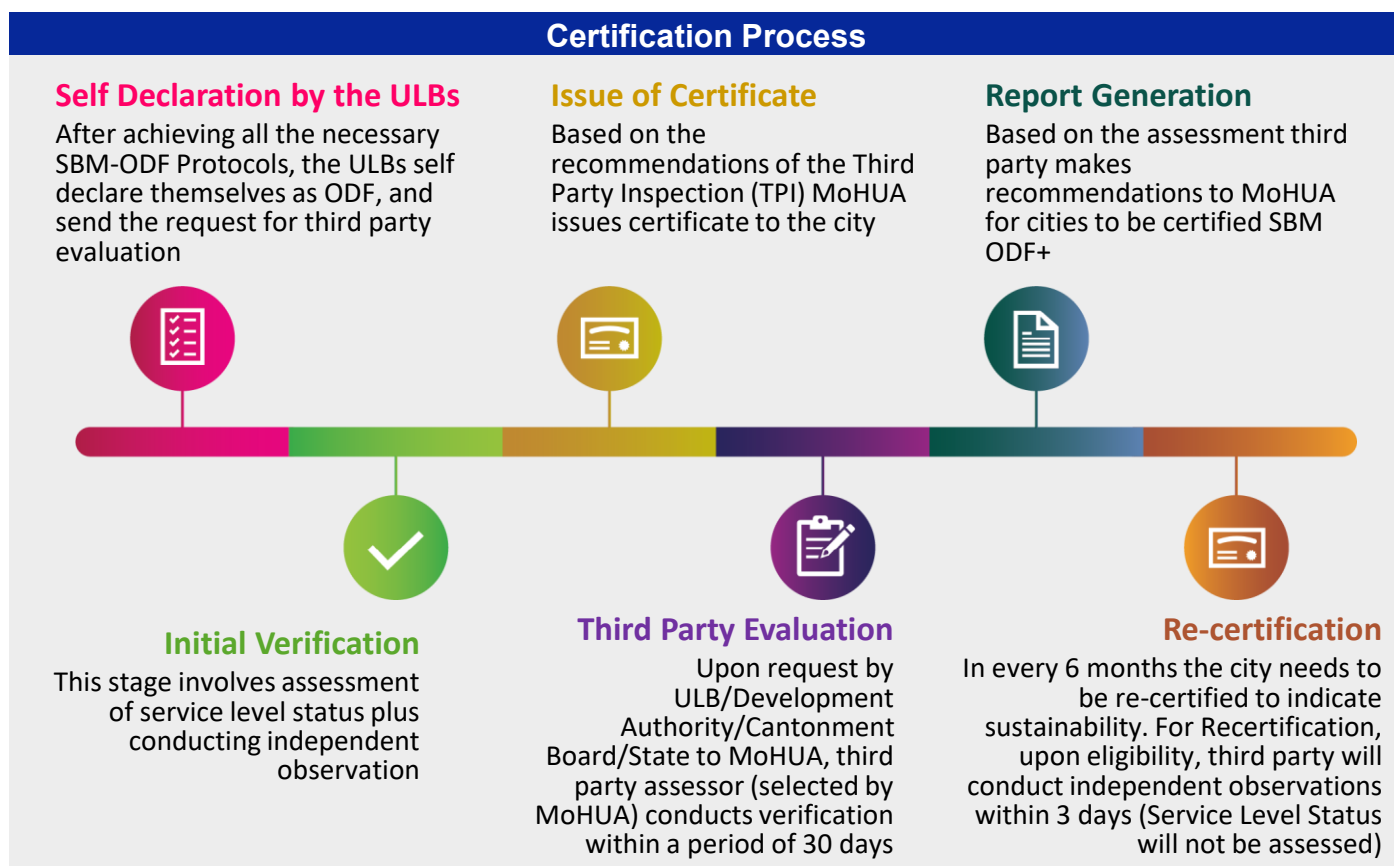 Certification Process
Self Declaration by the ULBs
After achieving all the necessary
SBM-ODF Protocols, the ULBs self
declare themselves as ODF, and
send the request for third party
evaluation
Issue of Certificate
Based on the
recommendations of the Third
Party Inspection (TPI) MoHUA
issues certificate to the city
Report Generation
Based on the assessment third
party makes
recommendations to MoHUA
for cities to be certified SBM
ODF+
Initial Verification
This stage involves assessment
of service level status plus
conducting independent
observation
Third Party Evaluation
Upon request by
ULB/Development
Authority/Cantonment
Board/State to MoHUA, third
party assessor (selected by
MoHUA) conducts verification
within a period of 30 days
Re-certification
In every 6 months the city needs to
be re-certified to indicate
sustainability. For Recertification,
upon eligibility, third party will
conduct independent observations
within 3 days (Service Level Status
will not be assessed)